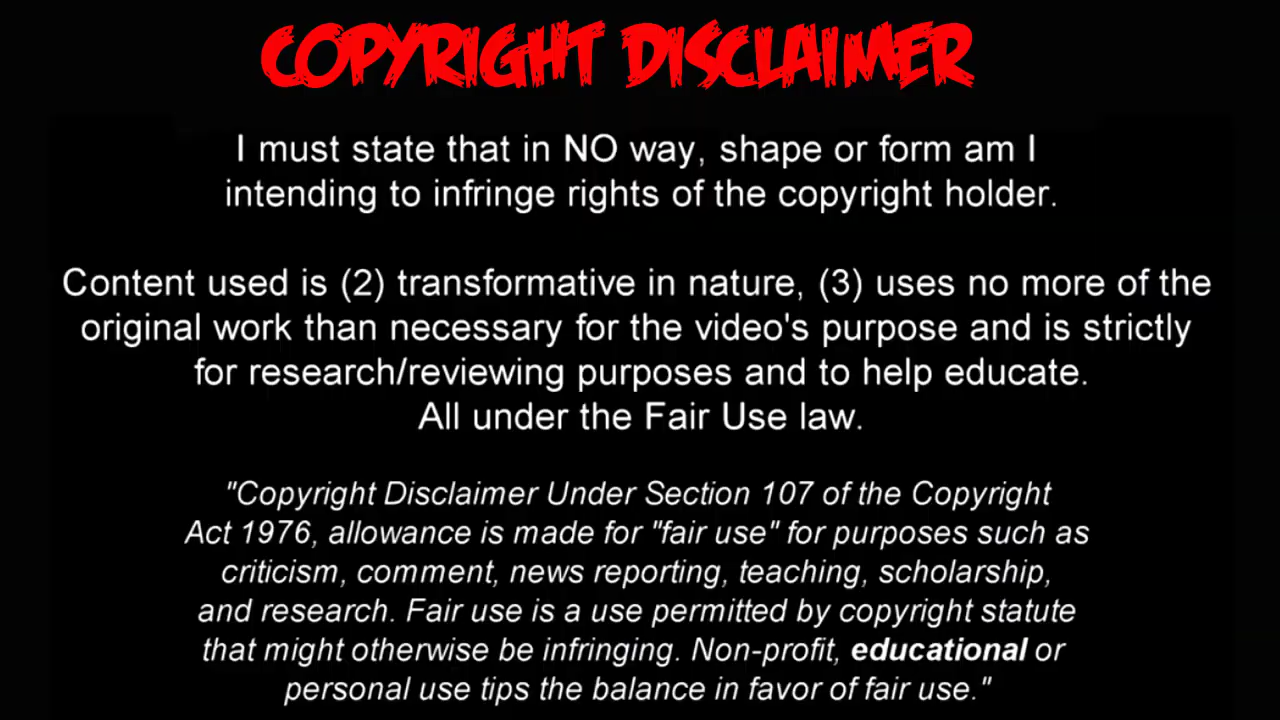 COPYRIGHT DISCLAIMER
I must state that in NO way, shape or form am I
intending to infringe rights of the copyright holder.
Content used is (2) transformative in nature, (3) uses no more of the
original work than necessary for the video's purpose and is strictly
for research/reviewing purposes and to help educate.
All under the Fair Use law.
"Copyright Disclaimer Under Section 107 of the Copyright
Act 1976, allowance is made for "fair use" for purposes such as
criticism, comment, news reporting, teaching, scholarship,
and research. Fair use is a use permitted by copyright statute
that might otherwise be infringing. Non-profit, educational or
personal use tips the balance in favor of fair use."